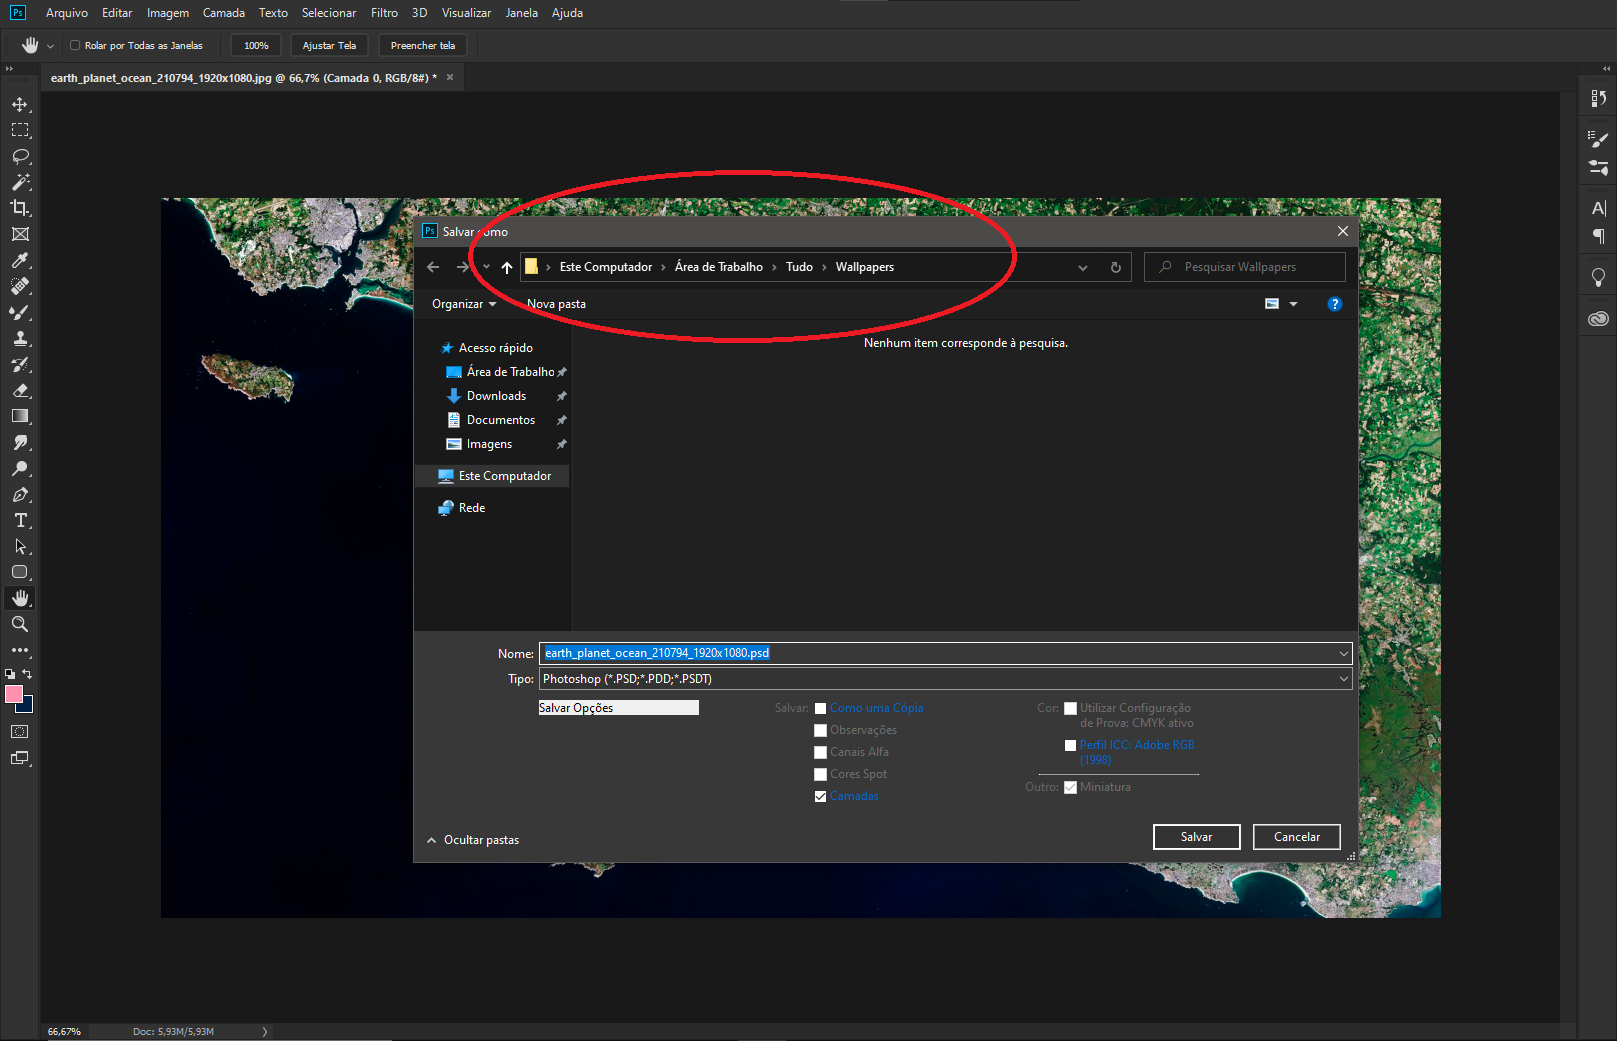 Ps Arquivo Editar Imagem Camada Texto Selecionar Filtro 3D Visualizar Janela Ajuda
Rolar por Todas as Janelas 100% Ajustar Tela Preencher tela
earth_planet_ocean_210794_1920x1080.jpg @ 66,7% (Camada 0, RGB/8#) *
Ps Salvar como
Este Computador Área de Trabalho Tudo Wallpapers Pesquisar Wallpapers
Organizar Nova pasta
Nenhum item corresponde à pesquisa.
Acesso rápido
Área de Trabalho
Downloads
Documentos
Imagens
Este Computador
Rede
Nome: earth_planet_ocean_210794_1920x1080.psd
Tipo: Photoshop (*.PSD;*.PDD;*.PSDT)
Salvar Opções
Salvar: Como uma Cópia
Observações
Canais Alfa
Cores Spot
Camadas
Cor: Utilizar Configuração
de Prova: CMYK ativo
Perfil ICC: Adobe RGB
(1998)
Outro: Miniatura
Ocultar pastas
Salvar Cancelar
66,67% Doc: 5,93M/5,93M